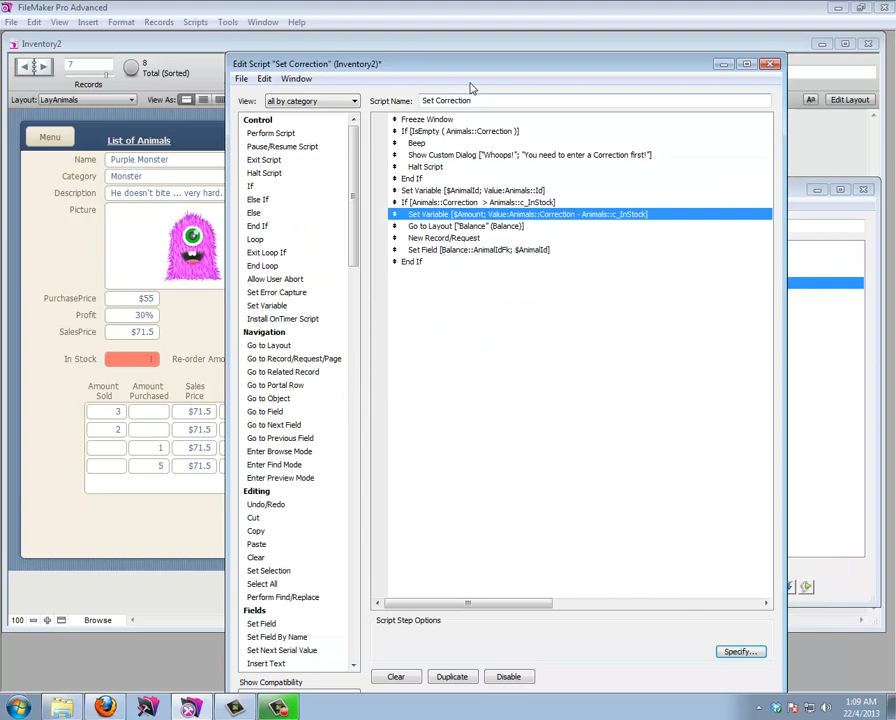 FileMaker Pro Advanced
File Edit View Insert Format Records Scripts Tools Window Help
Inventory2
7
8
Total (Sorted)
Records
Layout: LayAnimals View As: Aa Edit Layout
Menu List of Animals
Name Purple Monster
Category Monster
Description He doesn't bite ... very hard.
Picture
PurchasePrice $55
Profit 30%
SalesPrice $71.5
In Stock 1 Re-order Amo
Amount Sold Amount Purchased Sales Price
3 $71.5
2 $71.5
1 $71.5
5 $71.5
100 Browse
Edit Script "Set Correction" (Inventory2)*
File Edit Window
View: all by category Script Name: Set Correction
Control
Perform Script
Pause/Resume Script
Exit Script
Halt Script
If
Else If
Else
End If
Loop
Exit Loop If
End Loop
Allow User Abort
Set Error Capture
Set Variable
Install OnTimer Script
Navigation
Go to Layout
Go to Record/Request/Page
Go to Related Record
Go to Portal Row
Go to Object
Go to Field
Go to Next Field
Go to Previous Field
Enter Browse Mode
Enter Find Mode
Enter Preview Mode
Editing
Undo/Redo
Cut
Copy
Paste
Clear
Set Selection
Select All
Perform Find/Replace
Fields
Set Field
Set Field By Name
Set Next Serial Value
Insert Text
Show Compatibility
Freeze Window
If [IsEmpty ( Animals::Correction )]
Beep
Show Custom Dialog ["Whoops!"; "You need to enter a Correction first!"]
Halt Script
End If
Set Variable [$AnimalId; Value:Animals::Id]
If [Animals::Correction > Animals::c_InStock]
Set Variable [$Amount; Value:Animals::Correction - Animals::c_InStock]
Go to Layout ["Balance" (Balance)]
New Record/Request
Set Field [Balance::AnimalIdFk; $AnimalId]
End If
Script Step Options
Specify...
Clear Duplicate Disable
1:09 AM
22/4/2013